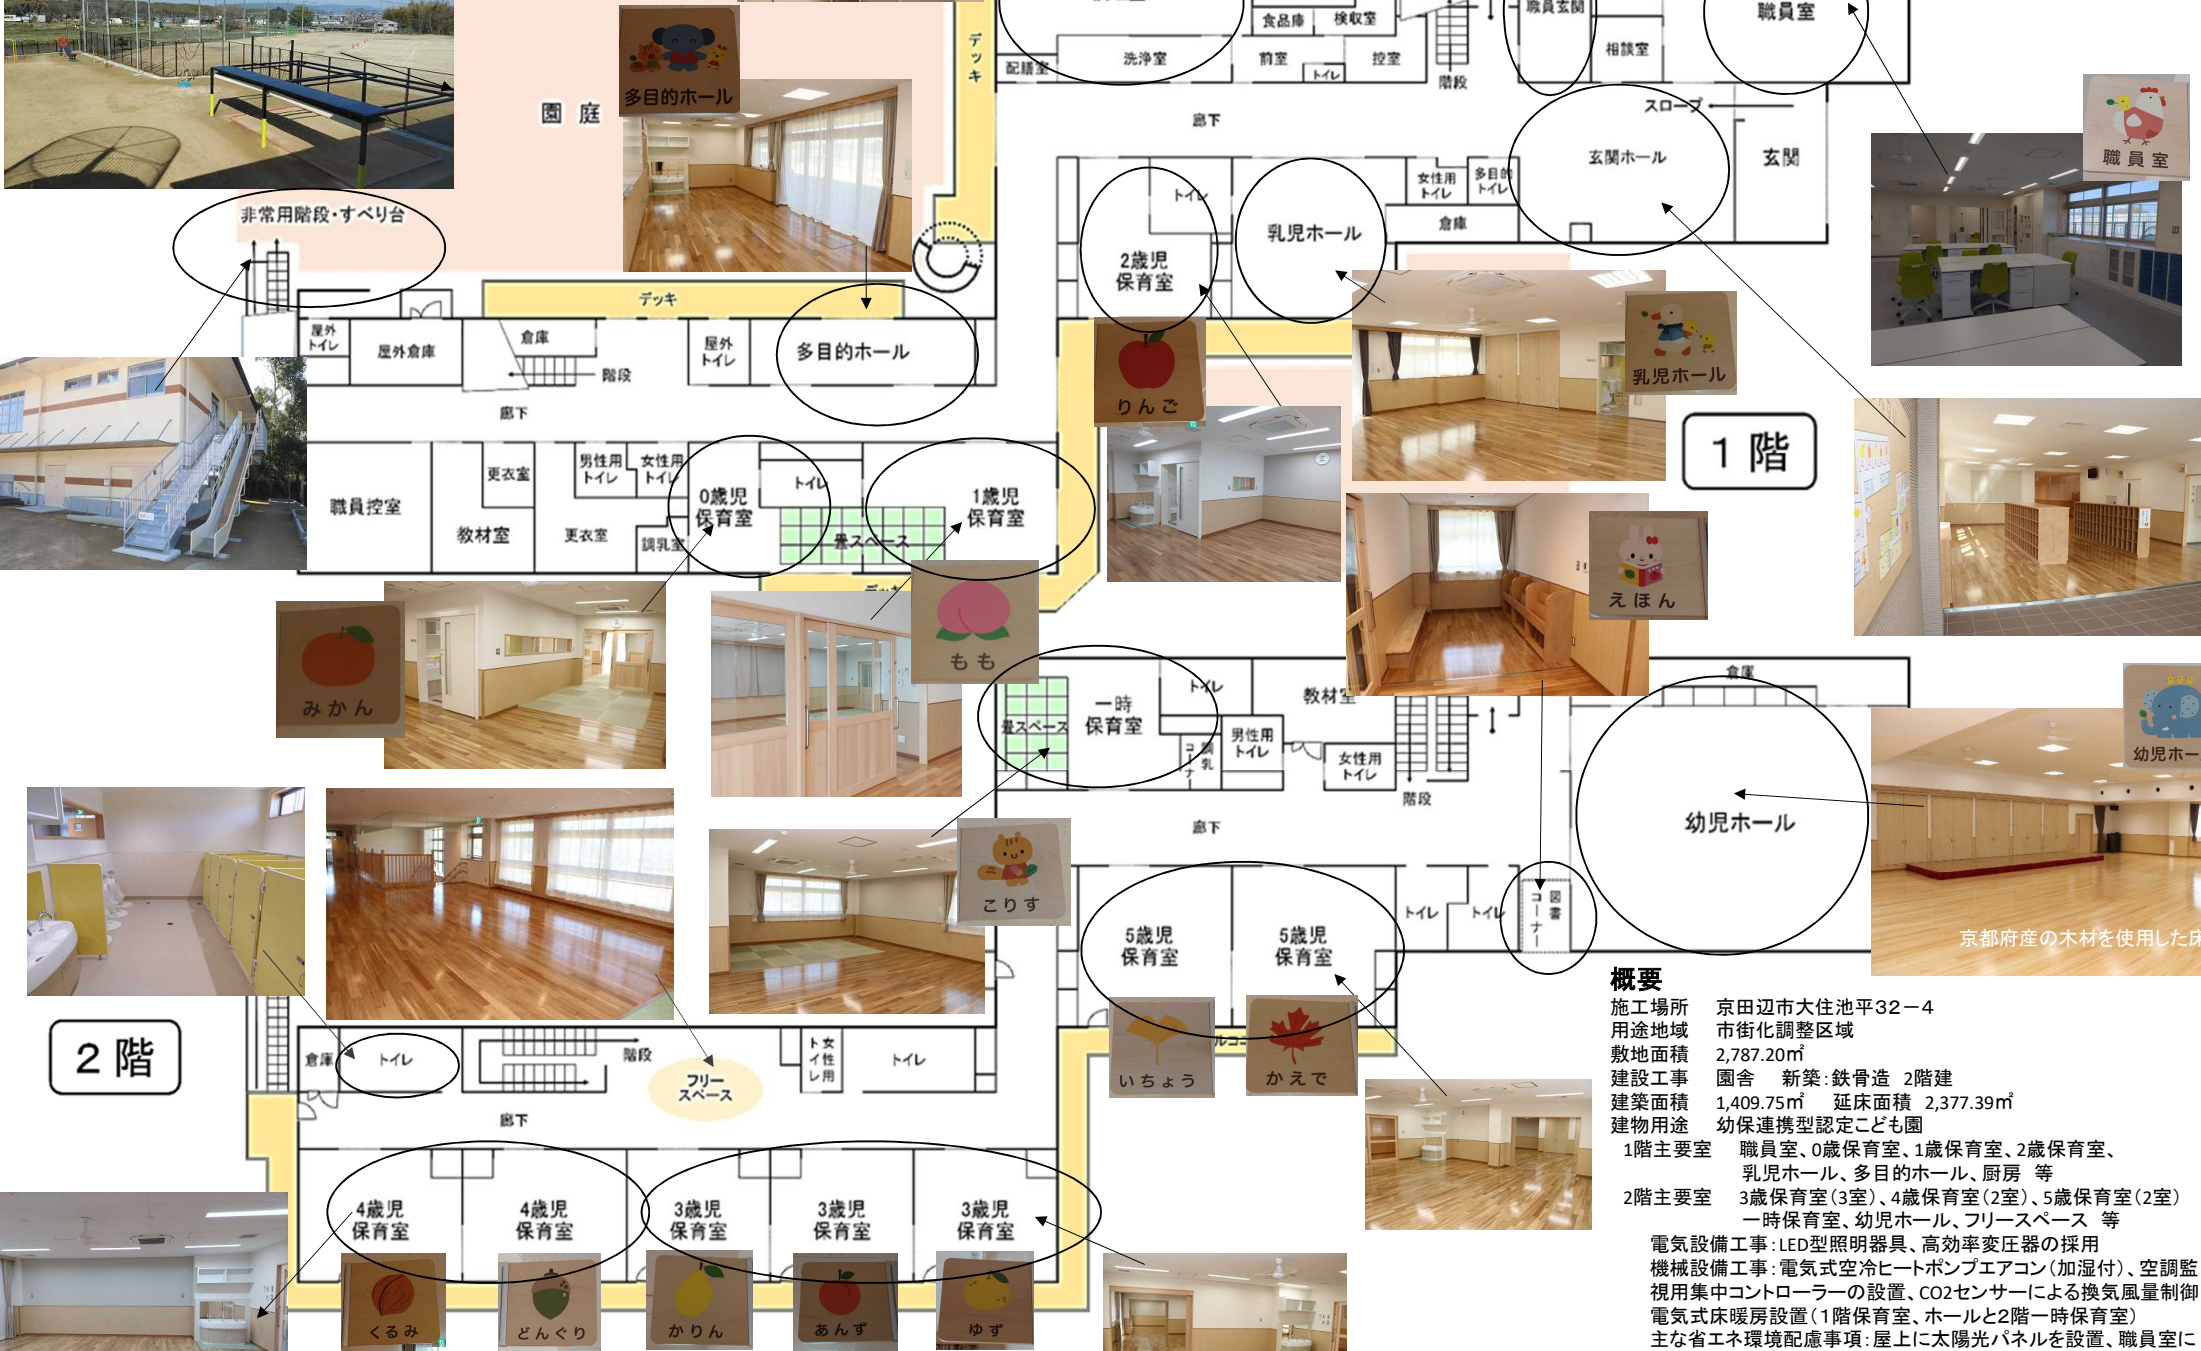 食品庫
検収室
職員玄関
職員室
相談室
配膳室
洗浄室
前室
トイレ
控室
階段
デッキ
園庭
多目的ホール
廊下
スロープ
玄関ホール
玄関
職員室
非常用階段・すべり台
トイレ
2歳児
保育室
乳児ホール
女性用
トイレ
多目的
トイレ
倉庫
デッキ
屋外
トイレ
屋外倉庫
倉庫
階段
屋外
トイレ
多目的ホール
廊下
りんご
乳児ホール
1階
職員控室
更衣室
教材室
男性用
トイレ
女性用
トイレ
更衣室
調乳室
0歳児
保育室
トイレ
畳スペース
1歳児
保育室
デッキ
みかん
もも
えほん
畳スペース
一時
保育室
トイレ
調乳
コーナー
教材室
男性用
トイレ
女性用
トイレ
階段
廊下
倉庫
幼児ホール
幼児ホー
京都府産の木材を使用した床
こりす
5歳児
保育室
5歳児
保育室
トイレ
トイレ
図書
コーナー
いちょう
かえで
ルコニ
2階
倉庫
トイレ
階段
フリー
スペース
女性用
トイレ
トイレ
廊下
4歳児
保育室
4歳児
保育室
3歳児
保育室
3歳児
保育室
3歳児
保育室
くるみ
どんぐり
かりん
あんず
ゆず
概要
施工場所 京田辺市大住池平32－4
用途地域 市街化調整区域
敷地面積 2,787.20㎡
建設工事 園舎 新築：鉄骨造 2階建
建築面積 1,409.75㎡ 延床面積 2,377.39㎡
建物用途 幼保連携型認定こども園
1階主要室 職員室、0歳保育室、1歳保育室、2歳保育室、
乳児ホール、多目的ホール、厨房 等
2階主要室 3歳保育室（3室）、4歳保育室（2室）、5歳保育室（2室）
一時保育室、幼児ホール、フリースペース 等
電気設備工事：LED型照明器具、高効率変圧器の採用
機械設備工事：電気式空冷ヒートポンプエアコン（加湿付）、空調監
視用集中コントローラーの設置、CO2センサーによる換気風量制御
電気式床暖房設置（1階保育室、ホールと2階一時保育室）
主な省エネ環境配慮事項：屋上に太陽光パネルを設置、職員室に